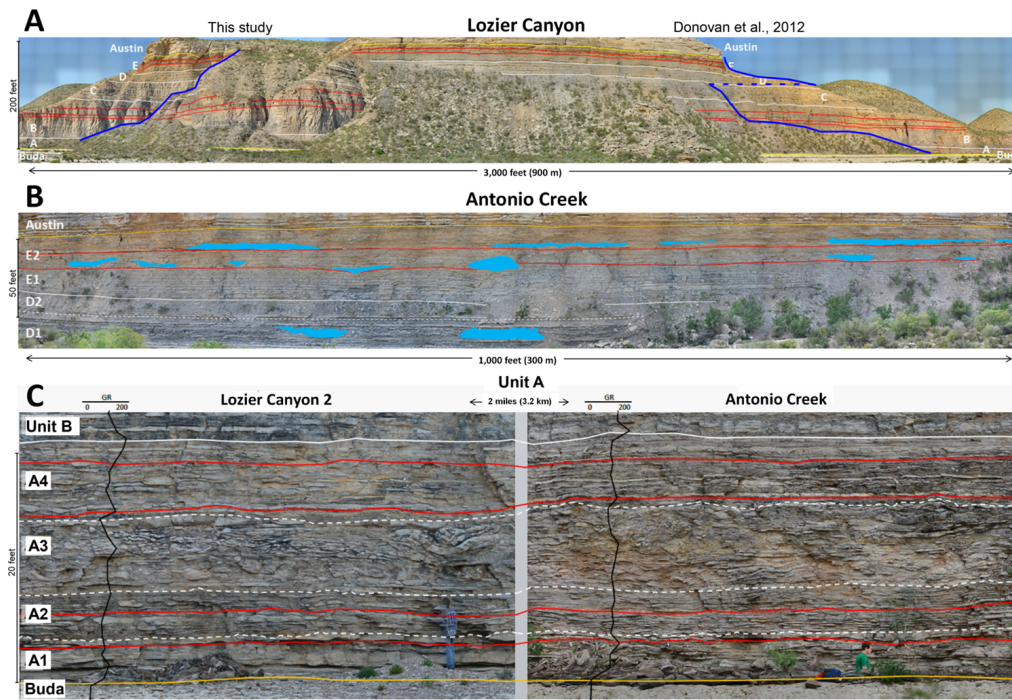 A
This study
Lozier Canyon
Donovan et al., 2012
Austin
Austin
E
E
D
D
C
C
B
B
A
A
Buda
Bud
200 feet
3,000 feet (900 m)
B
Antonio Creek
Austin
E2
E1
D2
D1
50 feet
1,000 feet (300 m)
C
Unit A
GR
0 200
Lozier Canyon 2
2 miles (3.2 km)
GR
0 200
Antonio Creek
Unit B
A4
A3
A2
A1
Buda
20 feet